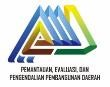 PEMANTAUAN, EVALUASI, DAN
PENGENDALIAN PEMBANGUNAN DAERAH